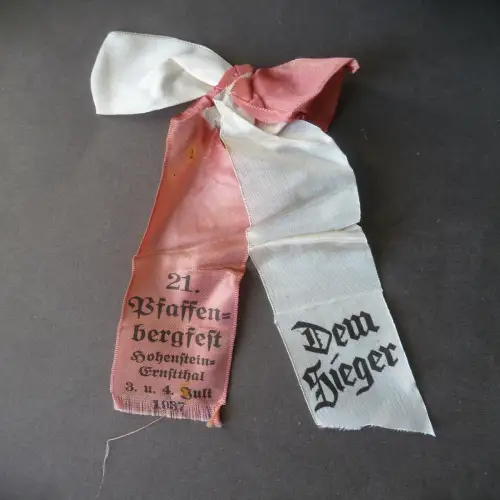 21.
Pfaffen=
bergfest
Hohenstein=
Ernstthal
3. u. 4. Juli
1937
Dem
Sieger